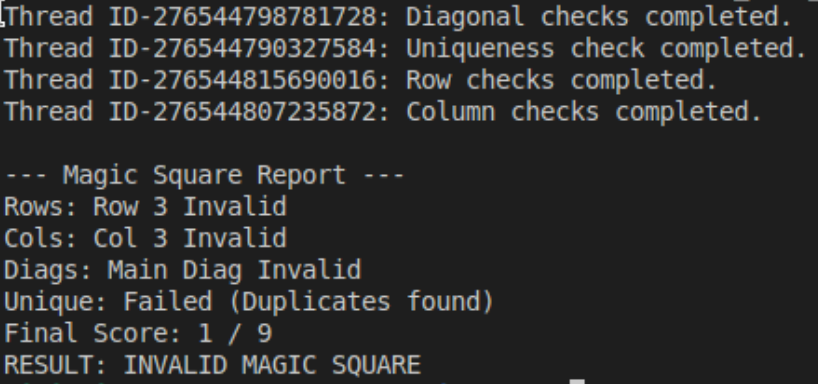 Thread ID-276544798781728: Diagonal checks completed.
Thread ID-276544790327584: Uniqueness check completed.
Thread ID-276544815690016: Row checks completed.
Thread ID-276544807235872: Column checks completed.
--- Magic Square Report ---
Rows: Row 3 Invalid
Cols: Col 3 Invalid
Diags: Main Diag Invalid
Unique: Failed (Duplicates found)
Final Score: 1 / 9
RESULT: INVALID MAGIC SQUARE